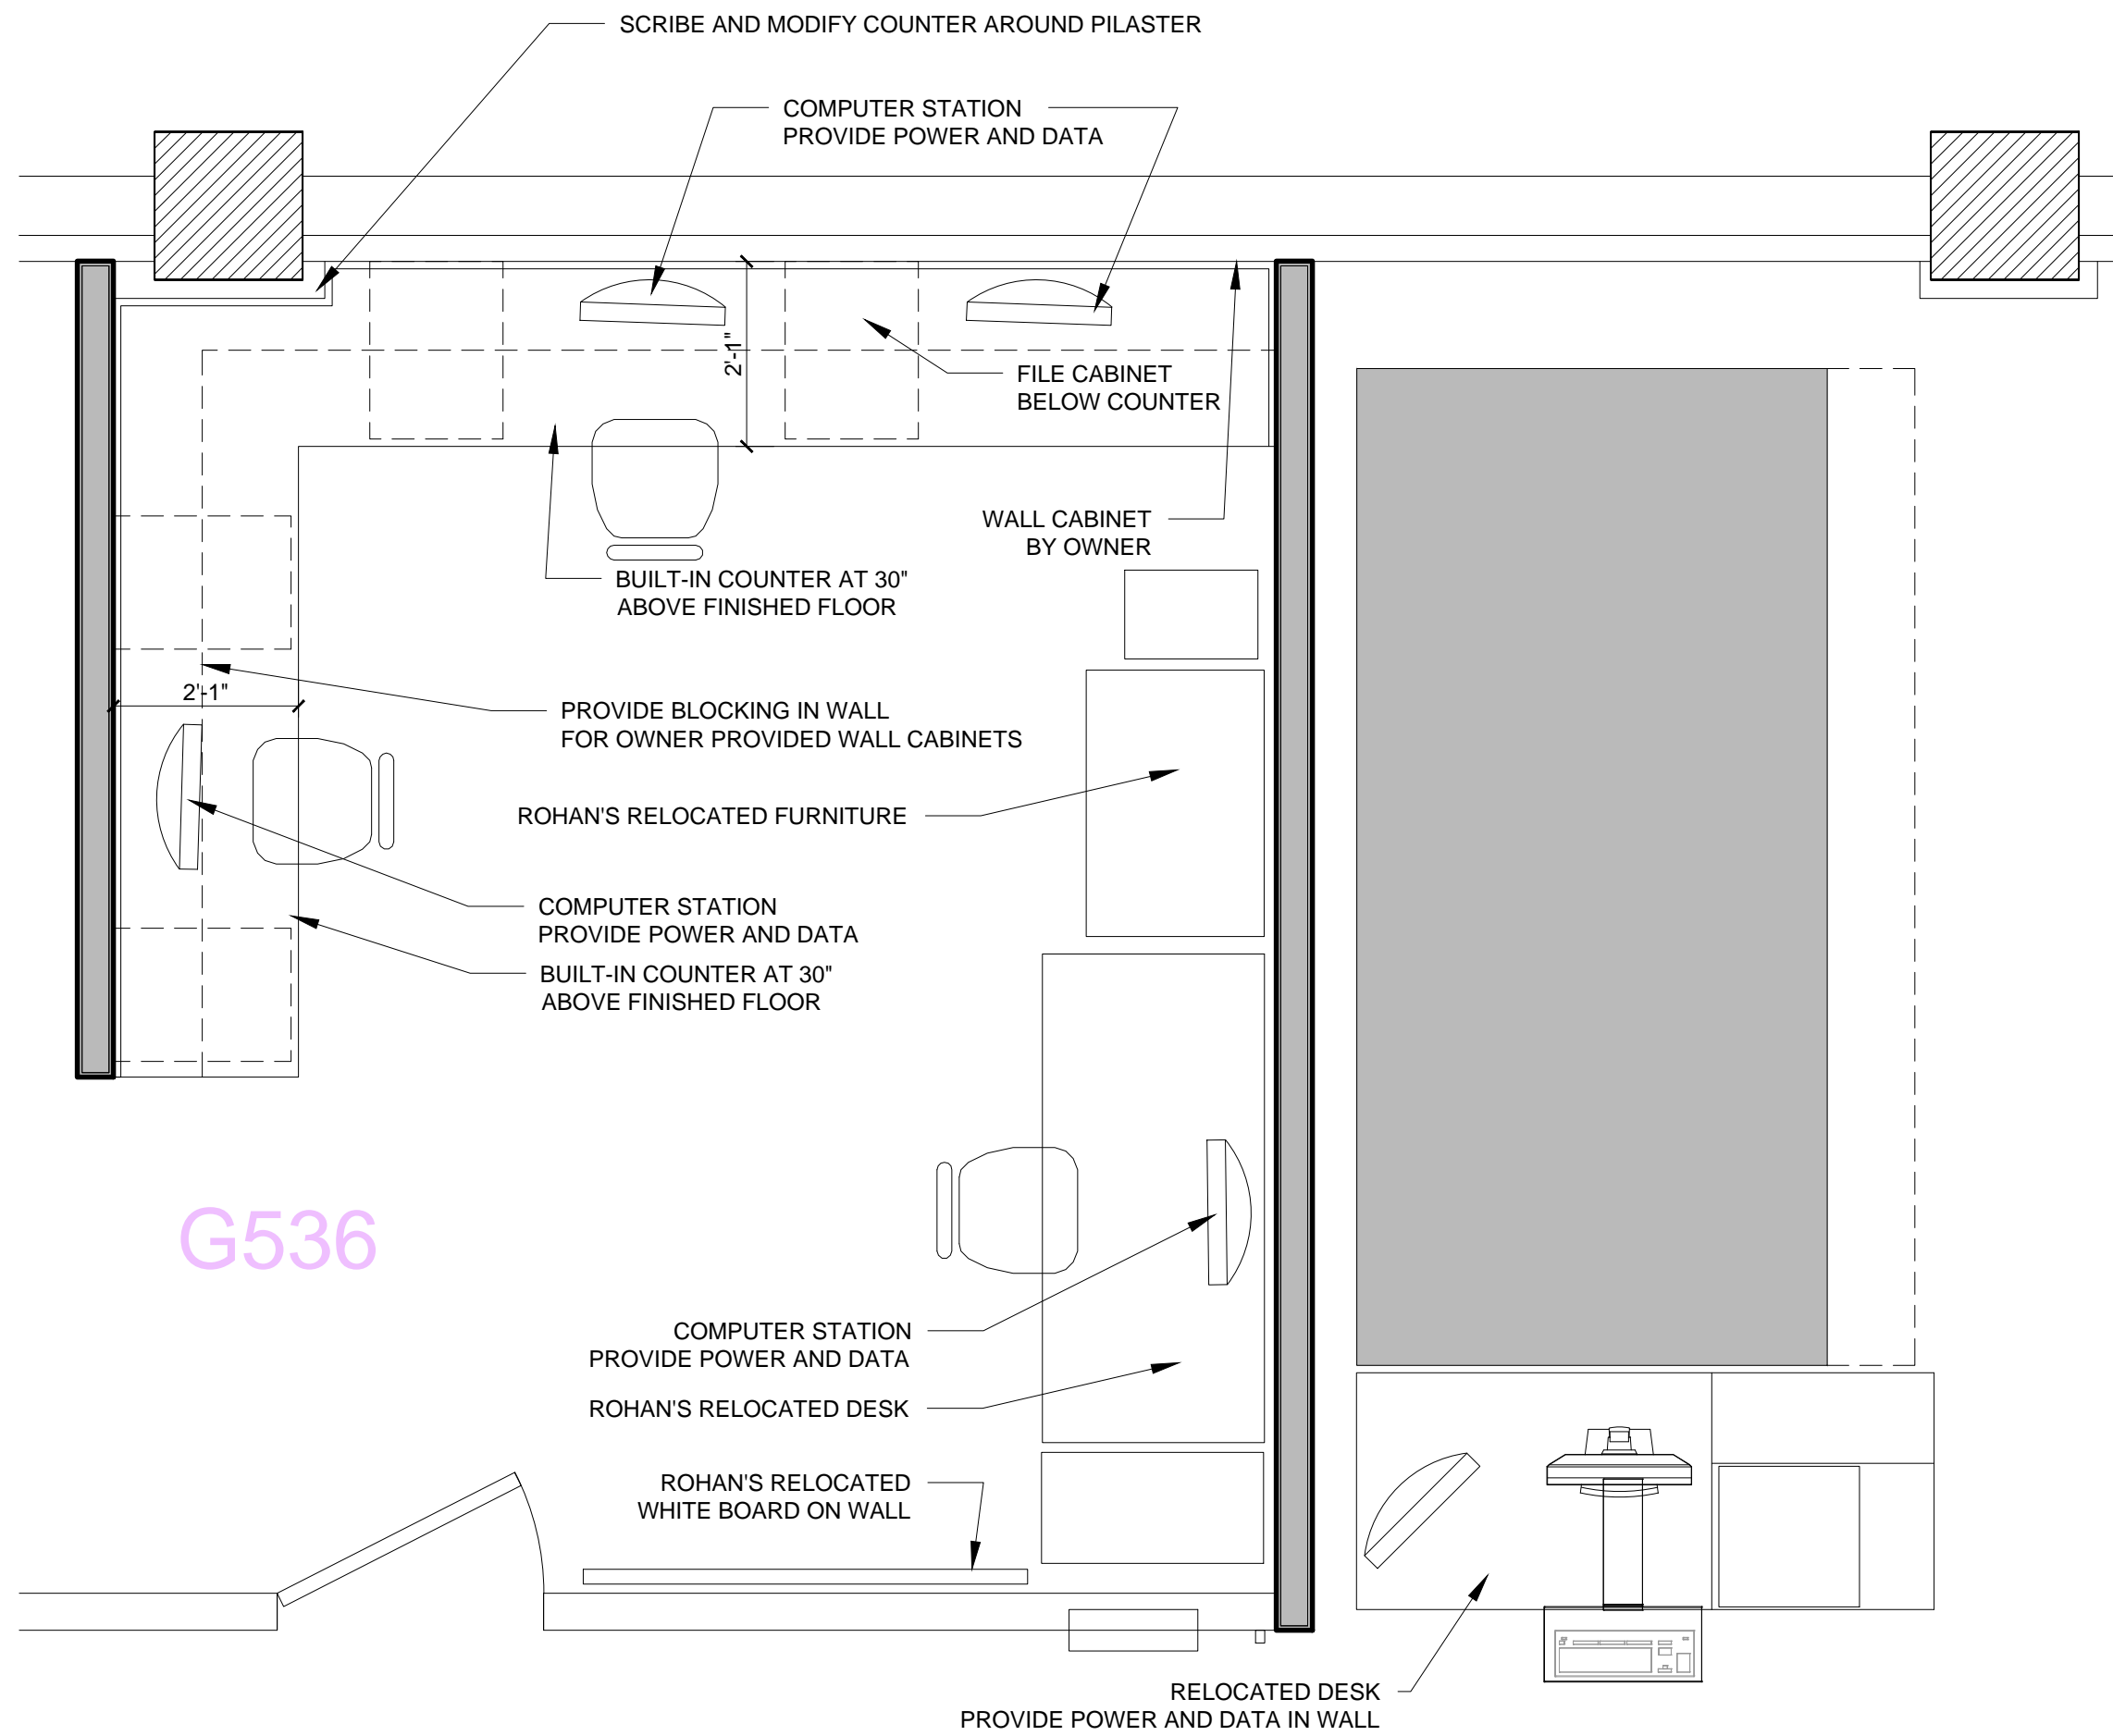 SCRIBE AND MODIFY COUNTER AROUND PILASTER
COMPUTER STATION
PROVIDE POWER AND DATA
2'-1"
FILE CABINET
BELOW COUNTER
WALL CABINET
BY OWNER
BUILT-IN COUNTER AT 30"
ABOVE FINISHED FLOOR
2'-1"
PROVIDE BLOCKING IN WALL
FOR OWNER PROVIDED WALL CABINETS
ROHAN'S RELOCATED FURNITURE
COMPUTER STATION
PROVIDE POWER AND DATA
BUILT-IN COUNTER AT 30"
ABOVE FINISHED FLOOR
G536
COMPUTER STATION
PROVIDE POWER AND DATA
ROHAN'S RELOCATED DESK
ROHAN'S RELOCATED
WHITE BOARD ON WALL
RELOCATED DESK
PROVIDE POWER AND DATA IN WALL